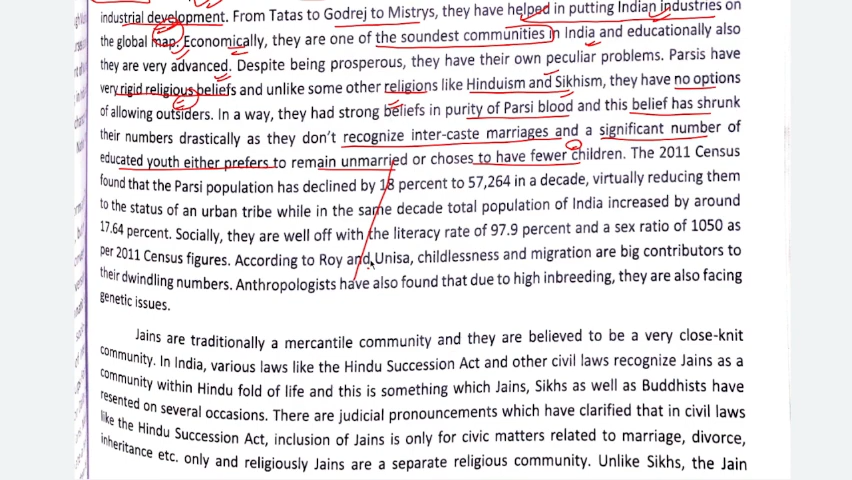 industrial development. From Tatas to Godrej to Mistrys, they have helped in putting Indian industries on
the global map. Economically, they are one of the soundest communities in India and educationally also
they are very advanced. Despite being prosperous, they have their own peculiar problems. Parsis have
very rigid religious beliefs and unlike some other religions like Hinduism and Sikhism, they have no options
of allowing outsiders. In a way, they had strong beliefs in purity of Parsi blood and this belief has shrunk
their numbers drastically as they don't recognize inter-caste marriages and a significant number of
educated youth either prefers to remain unmarried or choses to have fewer children. The 2011 Census
found that the Parsi population has declined by 18 percent to 57,264 in a decade, virtually reducing them
to the status of an urban tribe while in the same decade total population of India increased by around
17.64 percent. Socially, they are well off with the literacy rate of 97.9 percent and a sex ratio of 1050 as
per 2011 Census figures. According to Roy and Unisa, childlessness and migration are big contributors to
their dwindling numbers. Anthropologists have also found that due to high inbreeding, they are also facing
genetic issues.
Jains are traditionally a mercantile community and they are believed to be a very close-knit
community. In India, various laws like the Hindu Succession Act and other civil laws recognize Jains as a
community within Hindu fold of life and this is something which Jains, Sikhs as well as Buddhists have
resented on several occasions. There are judicial pronouncements which have clarified that in civil laws
like the Hindu Succession Act, inclusion of Jains is only for civic matters related to marriage, divorce,
inheritance etc. only and religiously Jains are a separate religious community. Unlike Sikhs, the Jain